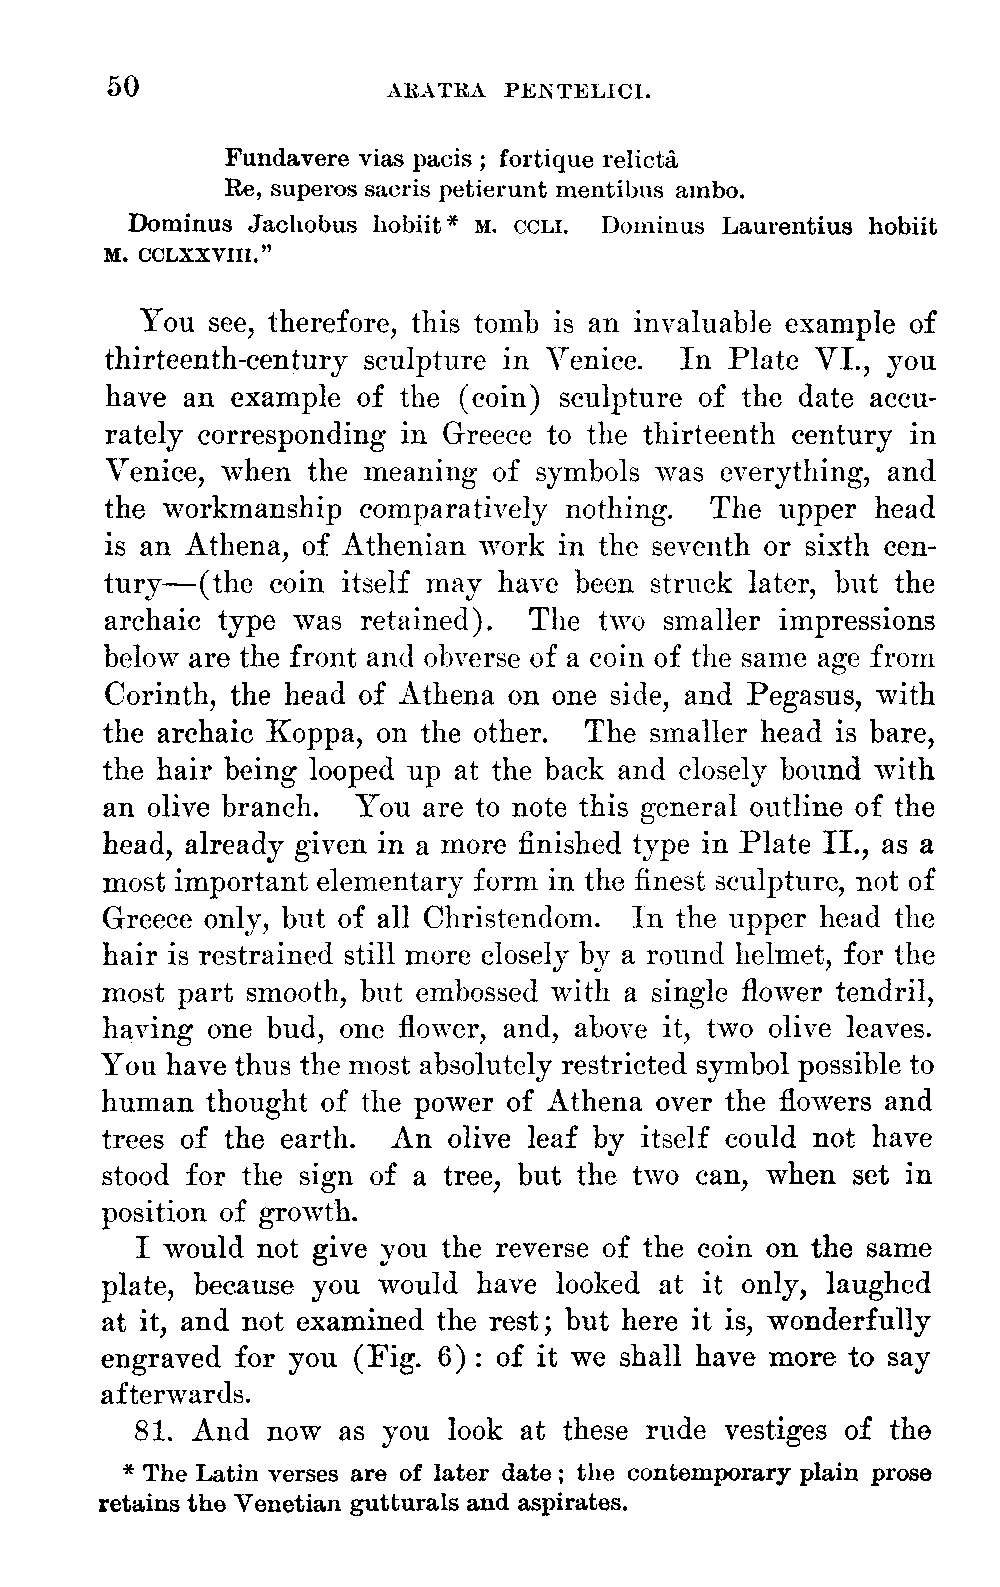 50 ARATRA PENTELICI.
Fundavere vias pacis ; fortique relictâ
Re, superos sacris petierunt mentibus ambo.
Dominus Jachobus hobiit* M. CCLI. Dominus Laurentius hobiit
M. CCLXXVIII.”
You see, therefore, this tomb is an invaluable example of
thirteenth-century sculpture in Venice. In Plate VI., you
have an example of the (coin) sculpture of the date accu-
rately corresponding in Greece to the thirteenth century in
Venice, when the meaning of symbols was everything, and
the workmanship comparatively nothing. The upper head
is an Athena, of Athenian work in the seventh or sixth cen-
tury—(the coin itself may have been struck later, but the
archaic type was retained). The two smaller impressions
below are the front and obverse of a coin of the same age from
Corinth, the head of Athena on one side, and Pegasus, with
the archaic Koppa, on the other. The smaller head is bare,
the hair being looped up at the back and closely bound with
an olive branch. You are to note this general outline of the
head, already given in a more finished type in Plate II., as a
most important elementary form in the finest sculpture, not of
Greece only, but of all Christendom. In the upper head the
hair is restrained still more closely by a round helmet, for the
most part smooth, but embossed with a single flower tendril,
having one bud, one flower, and, above it, two olive leaves.
You have thus the most absolutely restricted symbol possible to
human thought of the power of Athena over the flowers and
trees of the earth. An olive leaf by itself could not have
stood for the sign of a tree, but the two can, when set in
position of growth.
I would not give you the reverse of the coin on the same
plate, because you would have looked at it only, laughed
at it, and not examined the rest; but here it is, wonderfully
engraved for you (Fig. 6) : of it we shall have more to say
afterwards.
81. And now as you look at these rude vestiges of the
* The Latin verses are of later date ; the contemporary plain prose
retains the Venetian gutturals and aspirates.